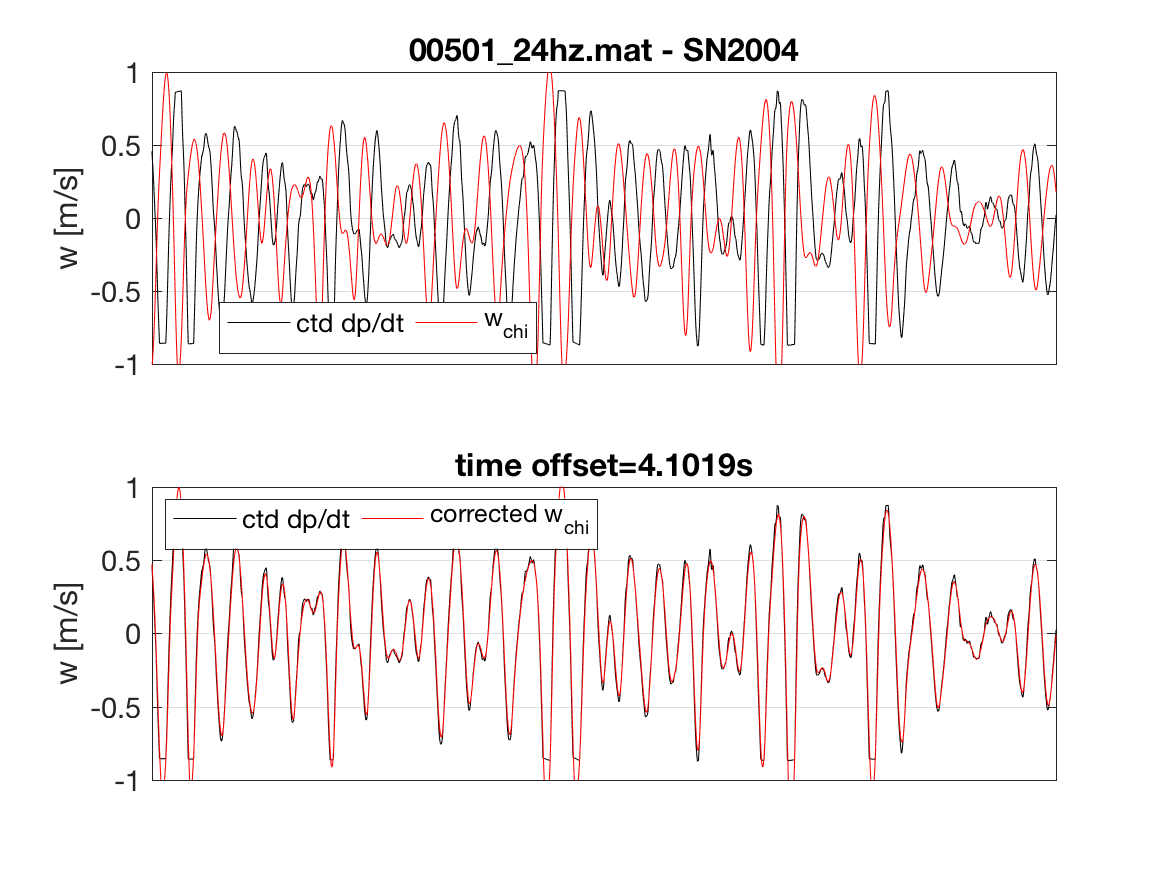 00501_24hz.mat - SN2004
1
0.5
0
-0.5
-1
w [m/s]
ctd dp/dt
w_chi
time offset=4.1019s
1
0.5
0
-0.5
-1
w [m/s]
ctd dp/dt
corrected w_chi